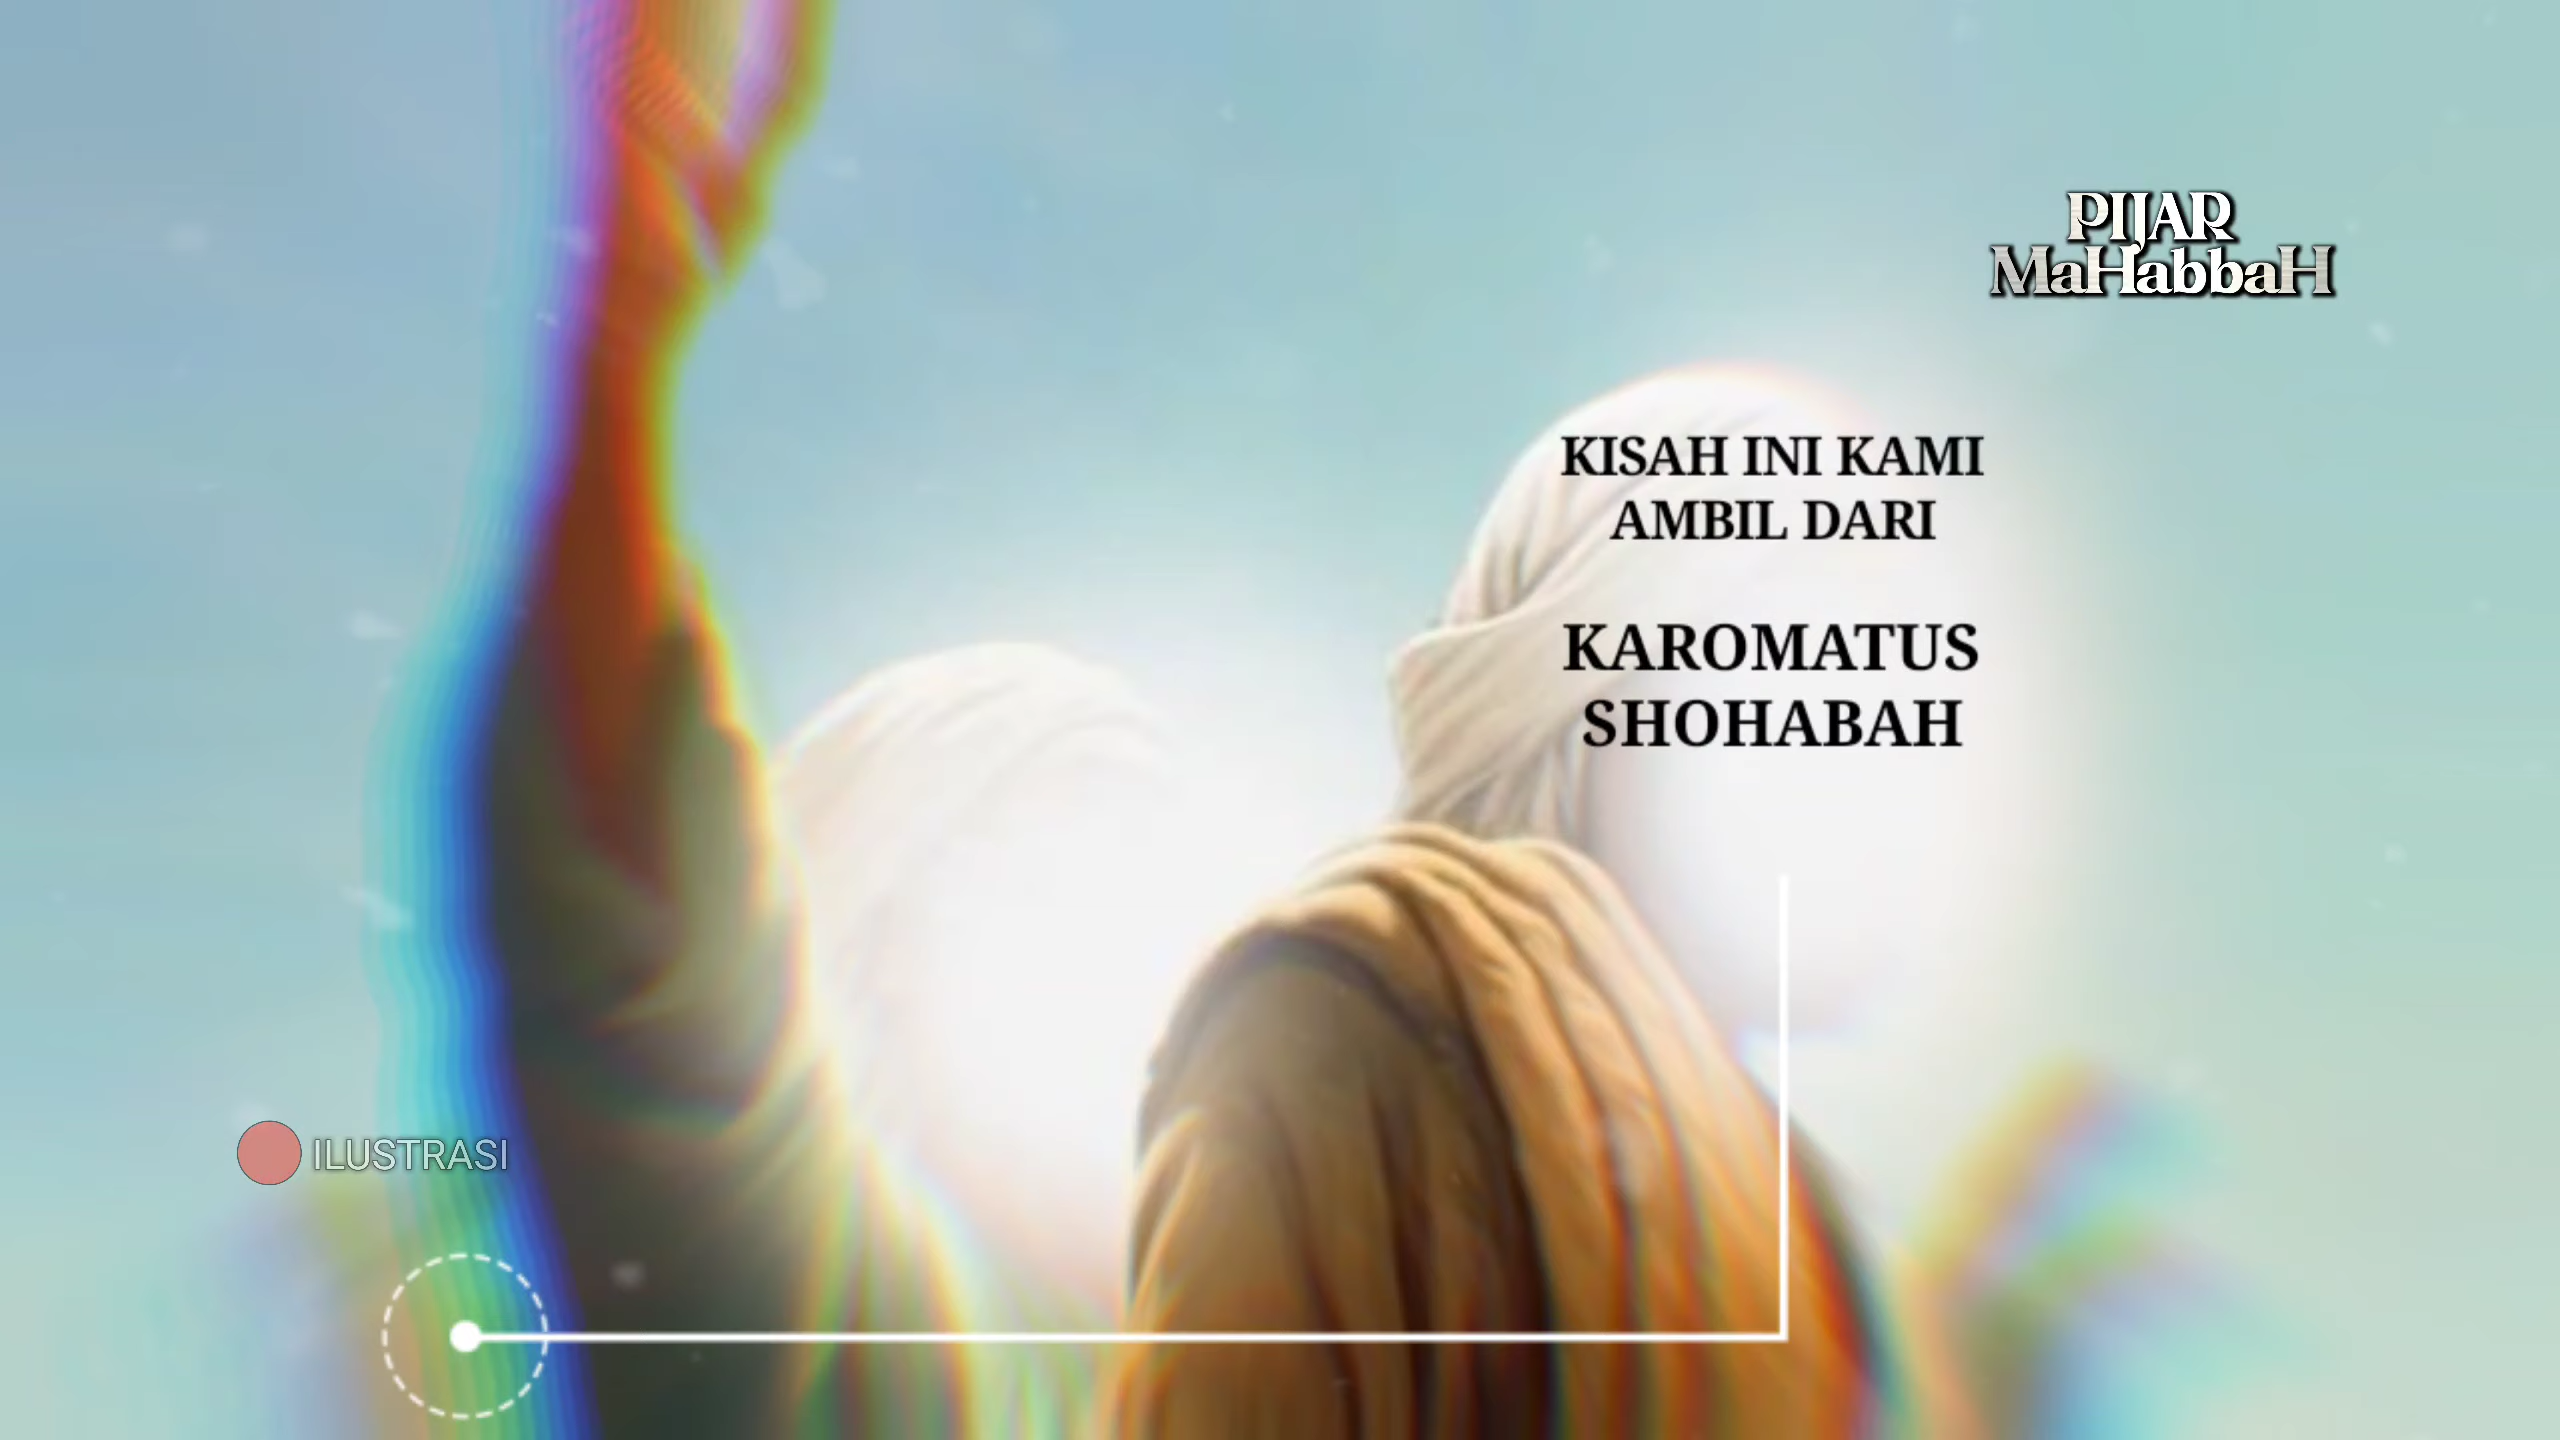 PIJAR
MaHabbaH
KISAH INI KAMI
AMBIL DARI
KAROMATUS
SHOHABAH
ILUSTRASI